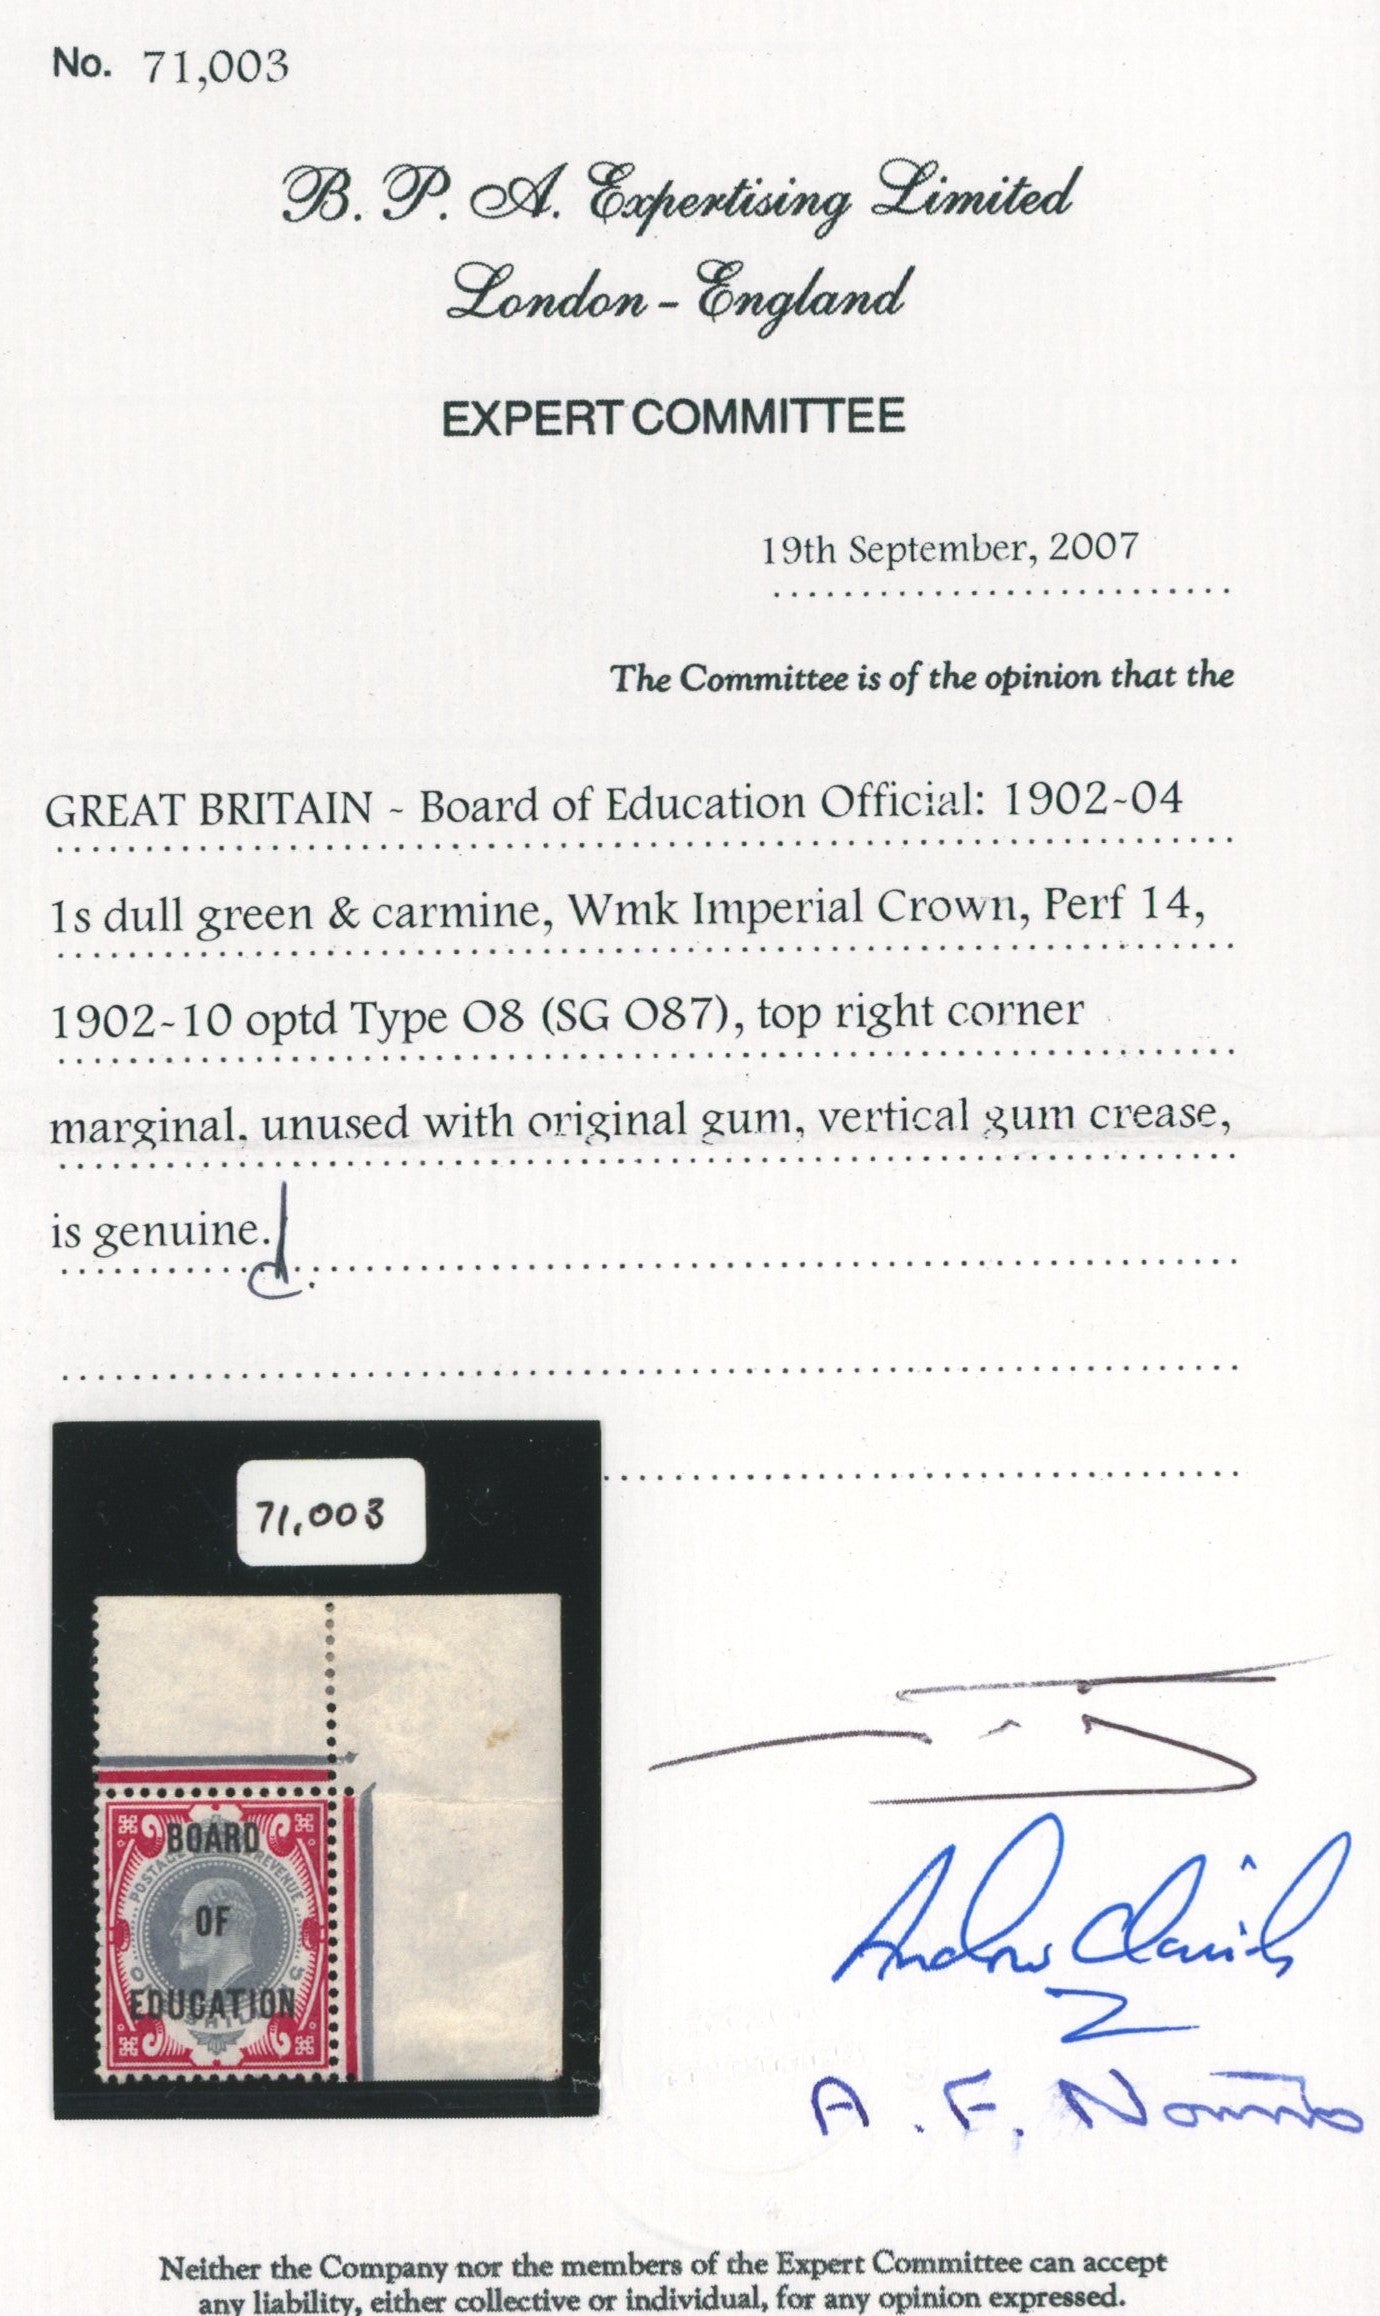 No. 71,003
B. P. A. Expertising Limited
London - England
EXPERT COMMITTEE
19th September, 2007
The Committee is of the opinion that the
GREAT BRITAIN - Board of Education Official: 1902-04
1s dull green & carmine, Wmk Imperial Crown, Perf 14,
1902-10 optd Type O8 (SG O87), top right corner
marginal, unused with original gum, vertical gum crease,
is genuine.
71,003
BOARD
POSTAGE REVENUE
OF
EDUCATION
A. F. Norris
Neither the Company nor the members of the Expert Committee can accept
any liability, either collective or individual, for any opinion expressed.